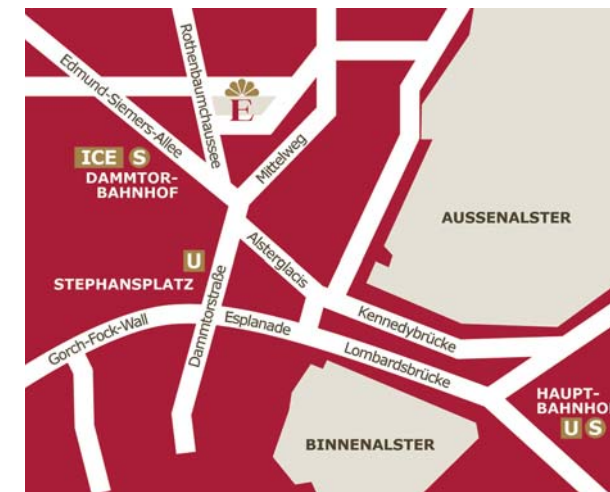 Rothenbaumchaussee
Edmund-Siemers-Allee
E
Mittelweg
ICE S
DAMMTOR-
BAHNHOF
AUSSENALSTER
Alsterglacis
U
STEPHANSPLATZ
Dammtorstraße
Gorch-Fock-Wall
Esplanade
Kennedybrücke
Lombardsbrücke
HAUPT-
BAHNHO
U S
BINNENALSTER